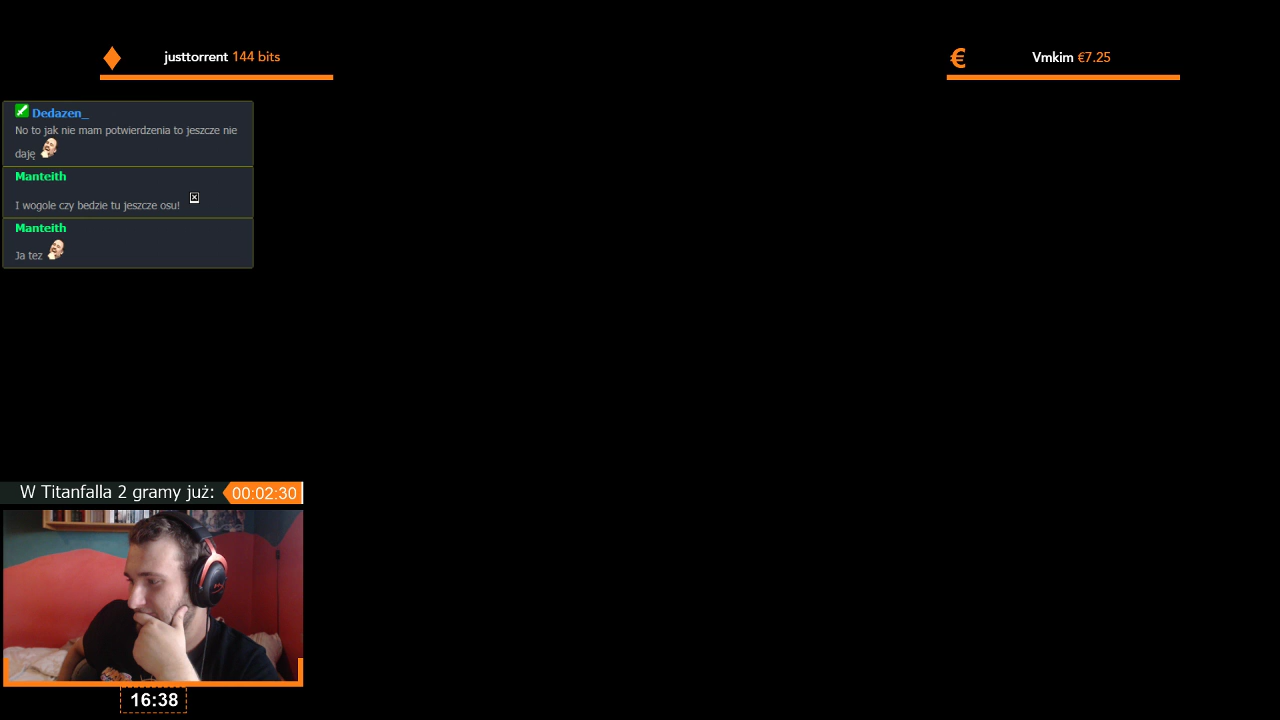 justtorrent 144 bits
€ Vmkim €7.25
Dedazen_
No to jak nie mam potwierdzenia to jeszcze nie
daję
Manteith
I wogole czy bedzie tu jeszcze osu!
Manteith
Ja tez
W Titanfalla 2 gramy już: 00:02:30
16:38